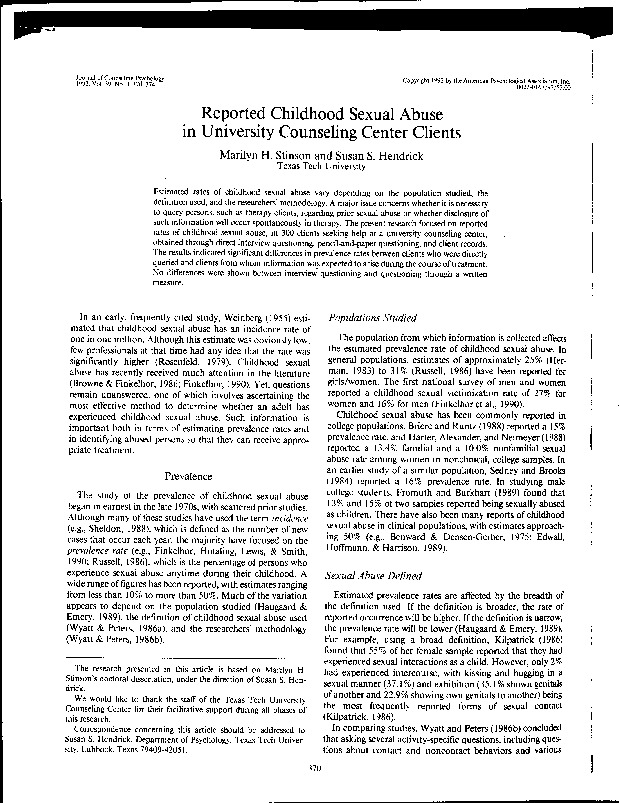 Journal of Counseling Psychology
1992, Vol. 39, No. 1,
Copyright 1992 by the American Psychological Association, Inc.
Reported Childhood Sexual Abuse
in University Counseling Center Clients
Marilyn H. Stinson and Susan S. Hendrick
Texas Tech University
Estimated rates of childhood sexual abuse vary depending on the population studied, the
definition used, and the researchers' methodology. A major issue concerns whether it is necessary
to query persons, such as therapy clients, regarding prior sexual abuse or whether disclosure of
such information will occur spontaneously in therapy. The present research focused on reported
rates of childhood sexual abuse, in 300 clients seeking help at a university counseling center,
obtained through direct interview questioning, pencil-and-paper questioning, and client records.
The results indicated significant differences in prevalence rates between clients who were directly
queried and clients from whom information was expected to arise during the course of treatment.
No differences were shown between interview questioning and questioning through a written
measure.
In an early, frequently cited study, Weinberg (1955) esti-
mated that childhood sexual abuse has an incidence rate of
one in one million. Although this estimate was obviously low,
few professionals at that time had any idea that the rate was
significantly higher (Rosenfeld, 1979). Childhood sexual
abuse has recently received much attention in the literature
(Browne & Finkelhor, 1986; Finkelhor, 1990). Yet, questions
remain unanswered, one of which involves ascertaining the
most effective method to determine whether an adult has
experienced childhood sexual abuse. Such information is
important both in terms of estimating prevalence rates and
in identifying abused persons so that they can receive appro-
priate treatment.
Prevalence
The study of the prevalence of childhood sexual abuse
began in earnest in the late 1970s, with scattered prior studies.
Although many of these studies have used the term incidence
(e.g., Sheldon, 1988), which is defined as the number of new
cases that occur each year, the majority have focused on the
prevalence rate (e.g., Finkelhor, Hotaling, Lewis, & Smith,
1990; Russell, 1986), which is the percentage of persons who
experience sexual abuse anytime during their childhood. A
wide range of figures has been reported, with estimates ranging
from less than 10% to more than 50%. Much of the variation
appears to depend on the population studied (Haugaard &
Emery, 1989), the definition of childhood sexual abuse used
(Wyatt & Peters, 1986a), and the researchers' methodology
(Wyatt & Peters, 1986b).
The research presented in this article is based on Marilyn H.
Stinson's doctoral dissertation, under the direction of Susan S. Hen-
drick.
We would like to thank the staff of the Texas Tech University
Counseling Center for their facilitative support during all phases of
this research.
Correspondence concerning this article should be addressed to
Susan S. Hendrick, Department of Psychology, Texas Tech Univer-
sity, Lubbock, Texas 79409-42051.
Populations Studied
The population from which information is collected affects
the estimated prevalence rate of childhood sexual abuse. In
general populations, estimates of approximately 25% (Her-
man, 1983) to 31% (Russell, 1986) have been reported for
girls/women. The first national survey of men and women
reported a childhood sexual victimization rate of 27% for
women and 16% for men (Finkelhor et al., 1990).
Childhood sexual abuse has been commonly reported in
college populations. Briere and Runtz (1988) reported a 15%
prevalence rate, and Harter, Alexander, and Neimeyer (1988)
reported a 13.4% familial and a 10.0% nonfamilial sexual
abuse rate among women in nonclinical, college samples. In
an earlier study of a similar population, Sedney and Brooks
(1984) reported a 16% prevalence rate. In studying male
college students, Fromuth and Burkhart (1989) found that
13% and 15% of two samples reported being sexually abused
as children. There have also been many reports of childhood
sexual abuse in clinical populations, with estimates approach-
ing 50% (e.g., Benward & Densen-Gerber, 1975; Edwall,
Hoffmann, & Harrison, 1989).
Sexual Abuse Defined
Estimated prevalence rates are affected by the breadth of
the definition used. If the definition is broader, the rate of
reported occurrence will be higher. If the definition is narrow,
the prevalence rate will be lower (Haugaard & Emery, 1989).
For example, using a broad definition, Kilpatrick (1986)
found that 55% of her female sample reported that they had
experienced sexual interactions as a child. However, only 2%
had experienced intercourse, with kissing and hugging in a
sexual manner (37.1%) and exhibition (35.1% shown genitals
of another and 22.9% showing own genitals to another) being
the most frequently reported forms of sexual contact
(Kilpatrick, 1986).
In comparing studies, Wyatt and Peters (1986b) concluded
that asking several activity-specific questions, including ques-
tions about contact and noncontact behaviors and various
370